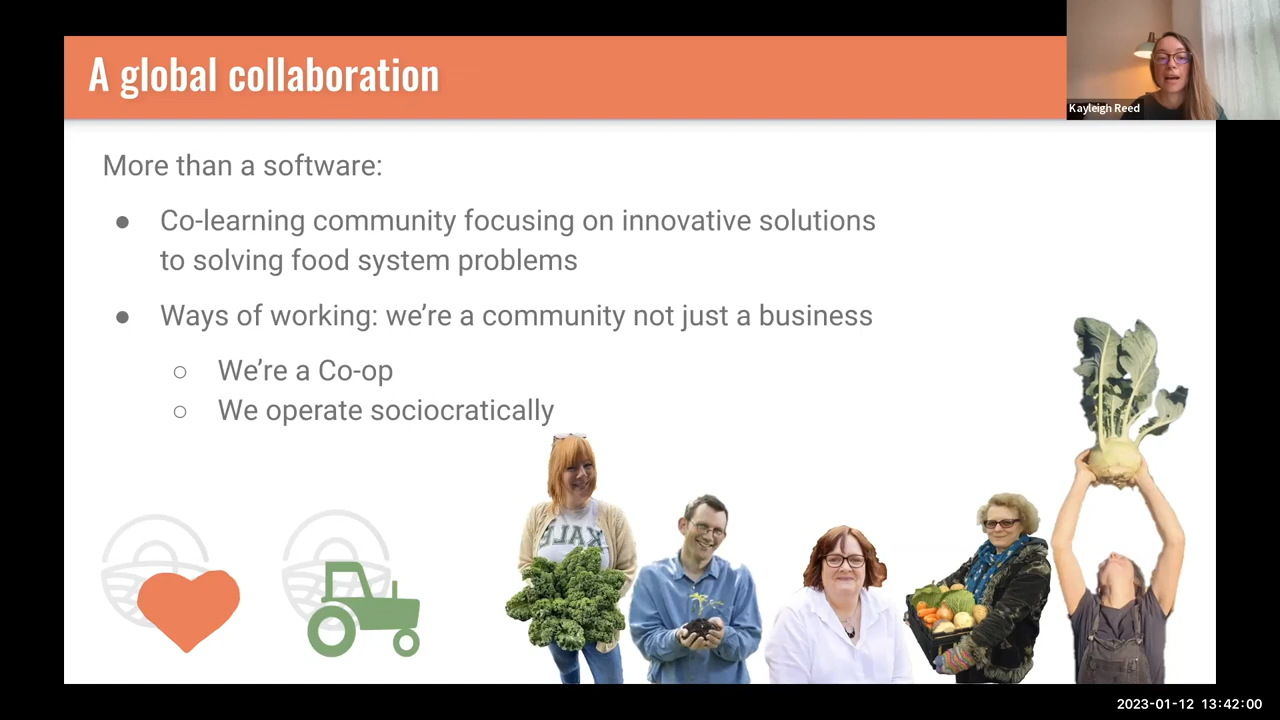 A global collaboration
Kayleigh Reed
More than a software:
● Co-learning community focusing on innovative solutions
to solving food system problems
● Ways of working: we’re a community not just a business
○ We’re a Co-op
○ We operate sociocratically
KALE
2023-01-12 13:42:00